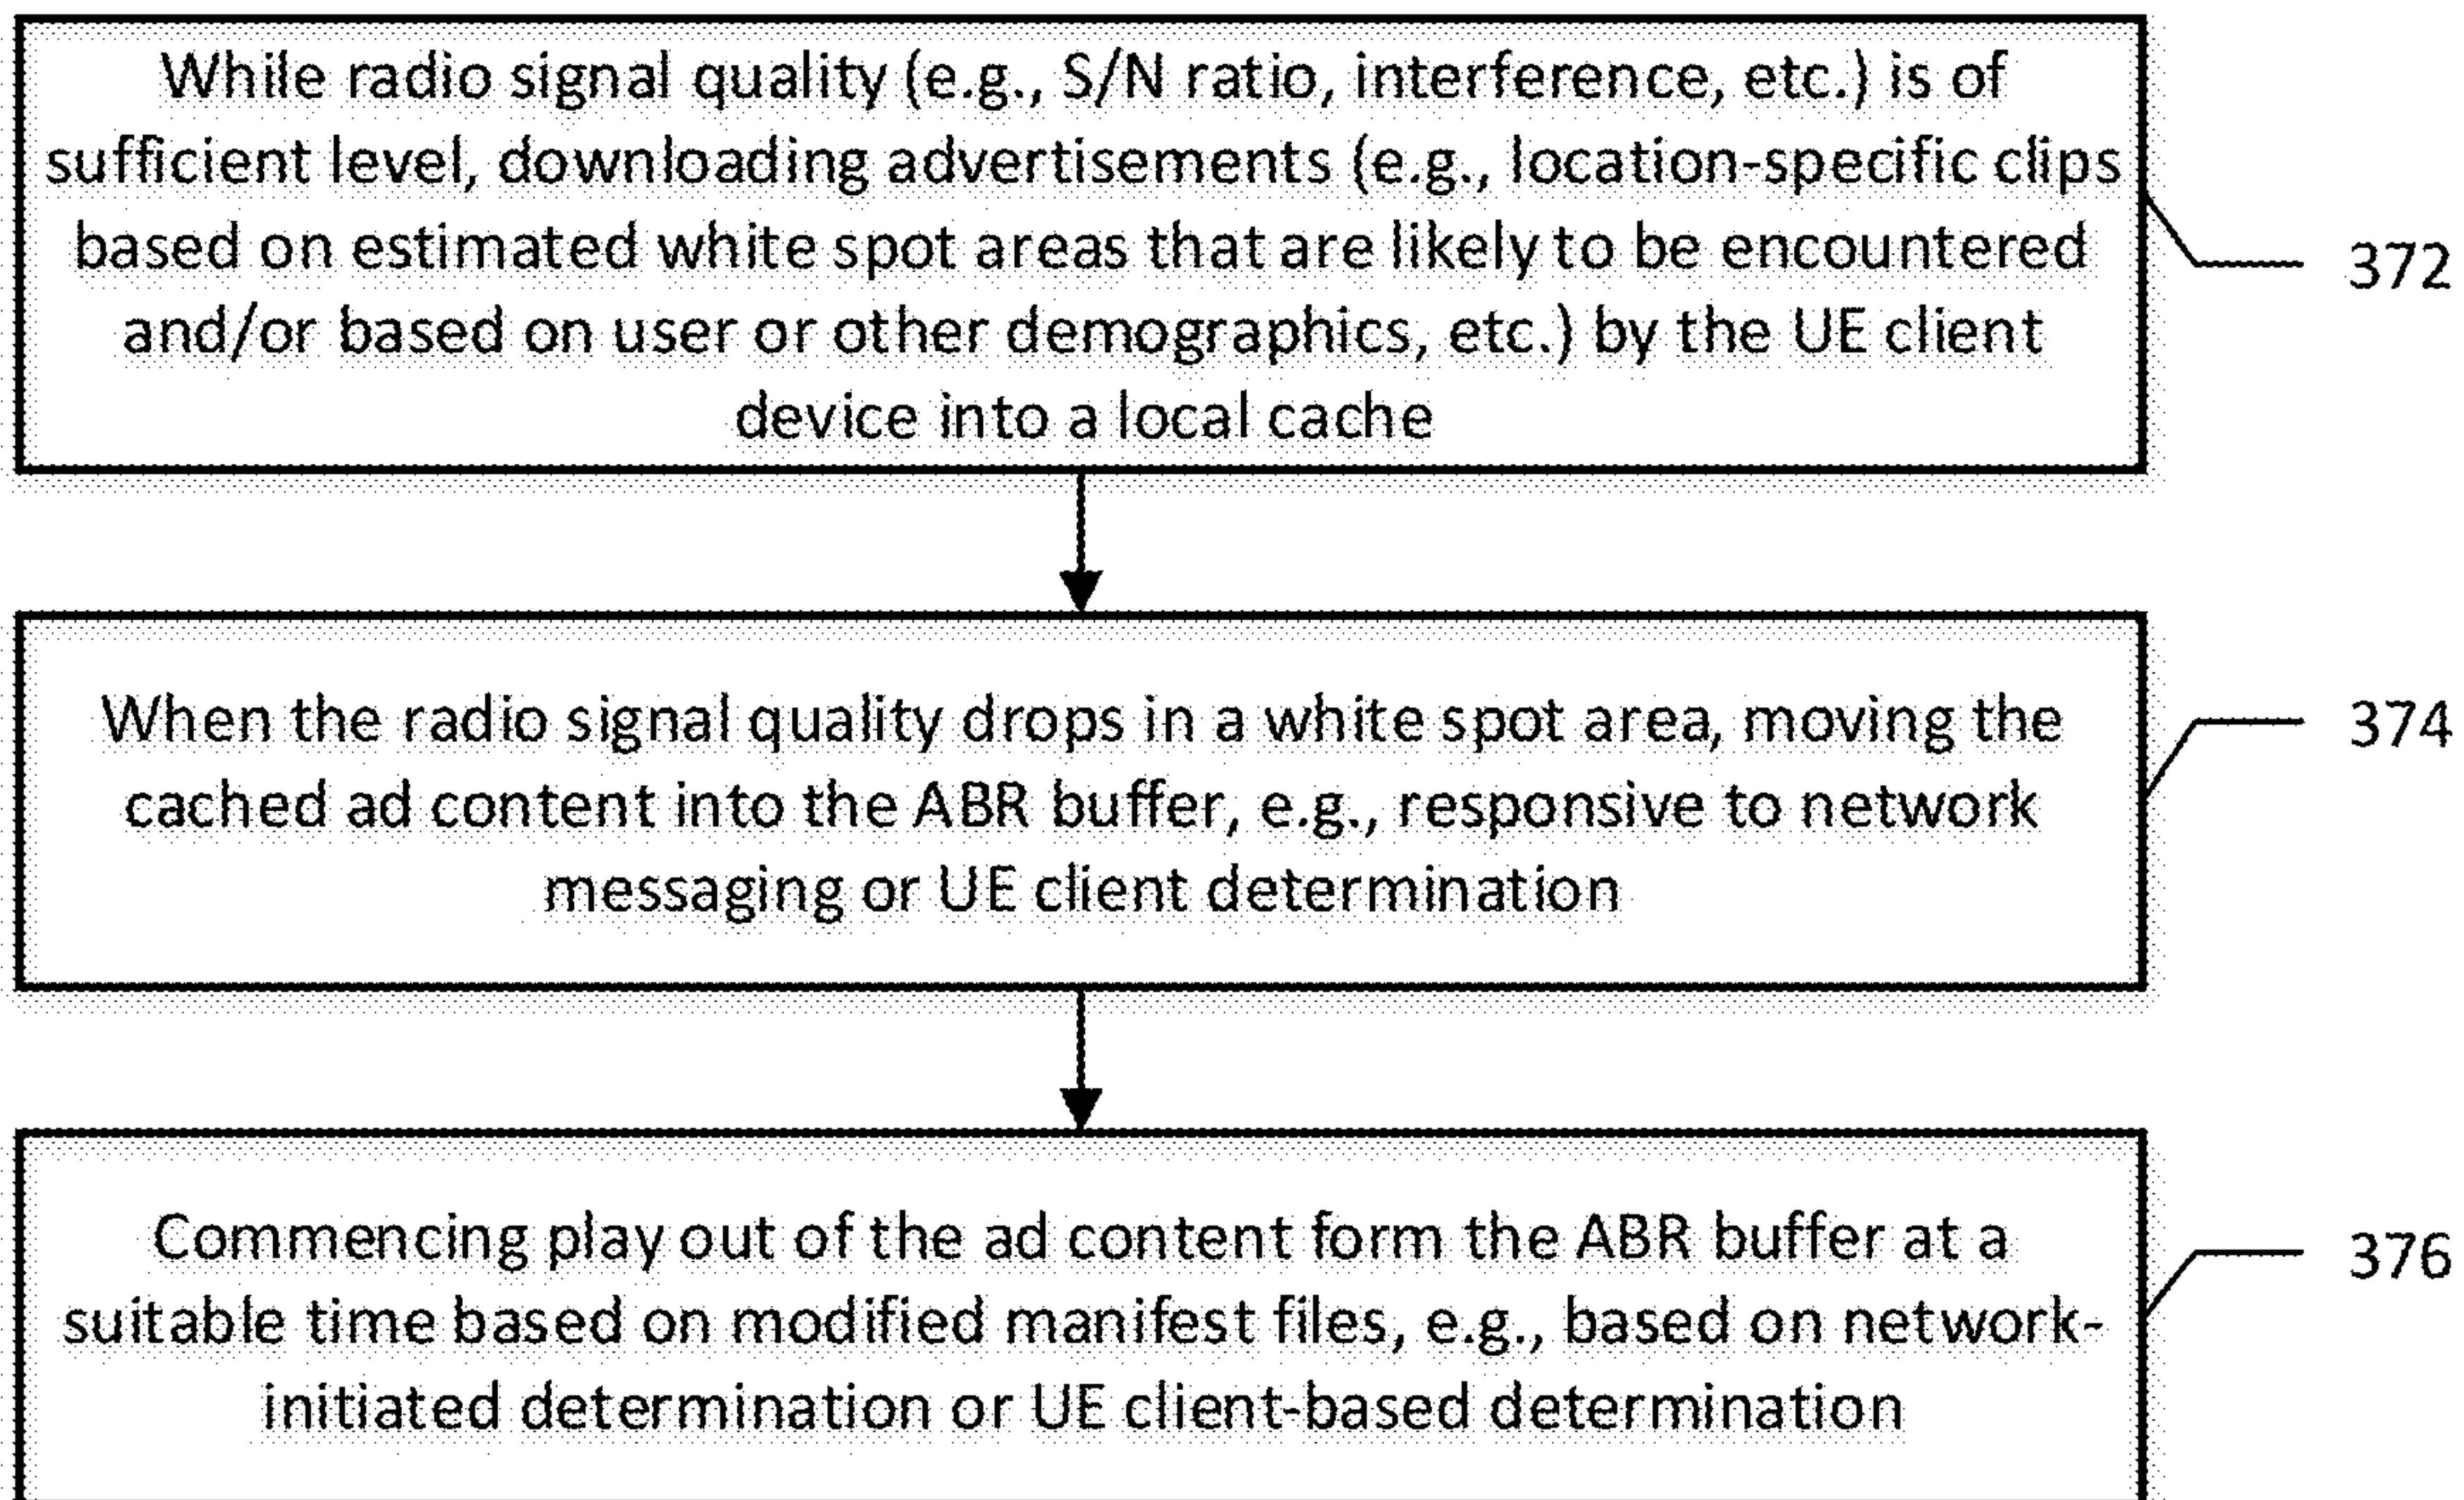 While radio signal quality (e.g., S/N ratio, interference, etc.) is of
sufficient level, downloading advertisements (e.g., location-specific clips
based on estimated white spot areas that are likely to be encountered
and/or based on user or other demographics, etc.) by the UE client
device into a local cache
372
When the radio signal quality drops in a white spot area, moving the
cached ad content into the ABR buffer, e.g., responsive to network
messaging or UE client determination
374
Commencing play out of the ad content form the ABR buffer at a
suitable time based on modified manifest files, e.g., based on network-
initiated determination or UE client-based determination
376